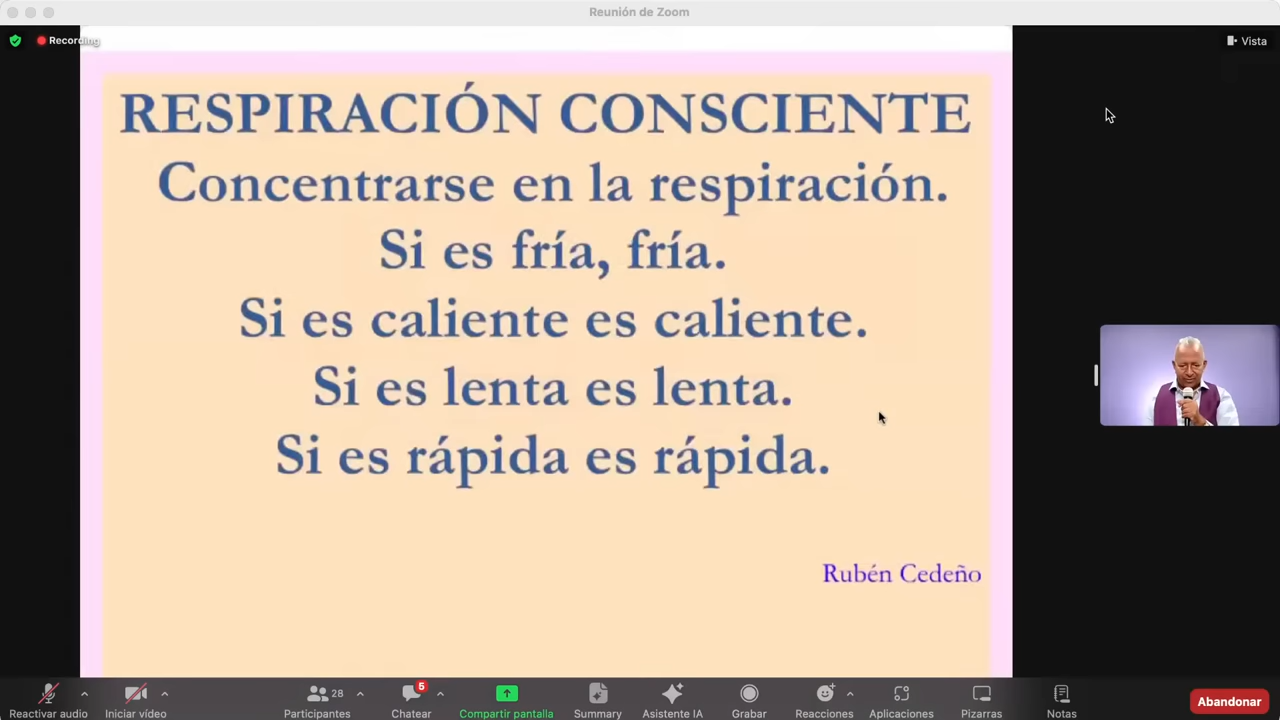 Reunión de Zoom
Recording
Vista
RESPIRACIÓN CONSCIENTE
Concentrarse en la respiración.
Si es fría, fría.
Si es caliente es caliente.
Si es lenta es lenta.
Si es rápida es rápida.
Rubén Cedeño
Reactivar audio
Iniciar vídeo
28
Participantes
5
Chatear
Compartir pantalla
Summary
Asistente IA
Grabar
Reacciones
Aplicaciones
Pizarras
Notas
Abandonar